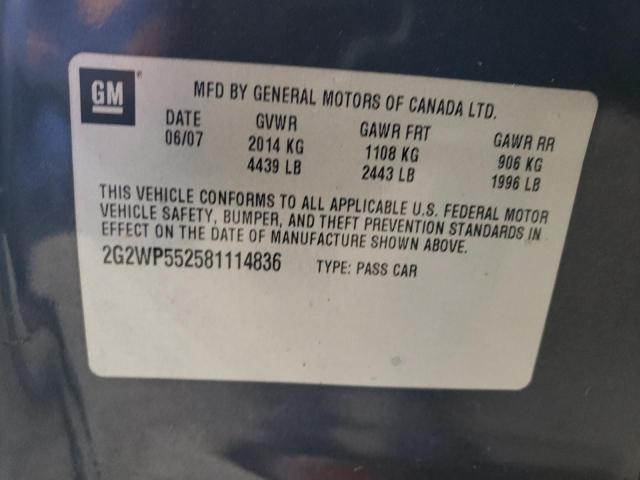 GM
MFD BY GENERAL MOTORS OF CANADA LTD.
DATE GVWR GAWR FRT GAWR RR
06/07 2014 KG 1108 KG 906 KG
4439 LB 2443 LB 1996 LB
THIS VEHICLE CONFORMS TO ALL APPLICABLE U.S. FEDERAL MOTOR
VEHICLE SAFETY, BUMPER, AND THEFT PREVENTION STANDARDS IN
EFFECT ON THE DATE OF MANUFACTURE SHOWN ABOVE.
2G2WP552581114836 TYPE: PASS CAR